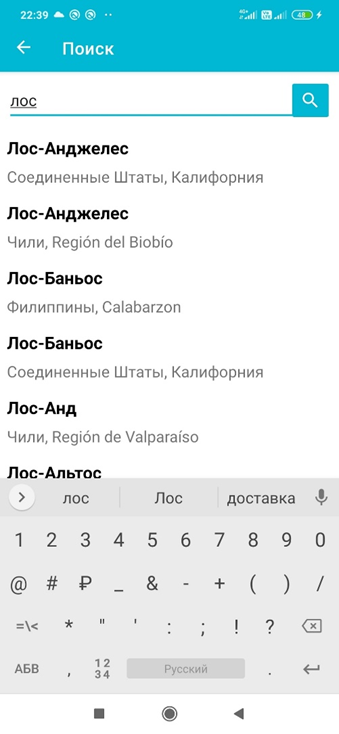 22:39
4G+ 48
Поиск
лос
Лос-Анджелес
Соединенные Штаты, Калифорния
Лос-Анджелес
Чили, Región del Biobío
Лос-Баньос
Филиппины, Calabarzon
Лос-Баньос
Соединенные Штаты, Калифорния
Лос-Анд
Чили, Región de Valparaíso
Лос-Альтос
лос Лос доставка
1 2 3 4 5 6 7 8 9 0
@ # ₽ _ & - + ( ) /
=\< * " ' : ; ! ?
АБВ , 12 34 Русский .